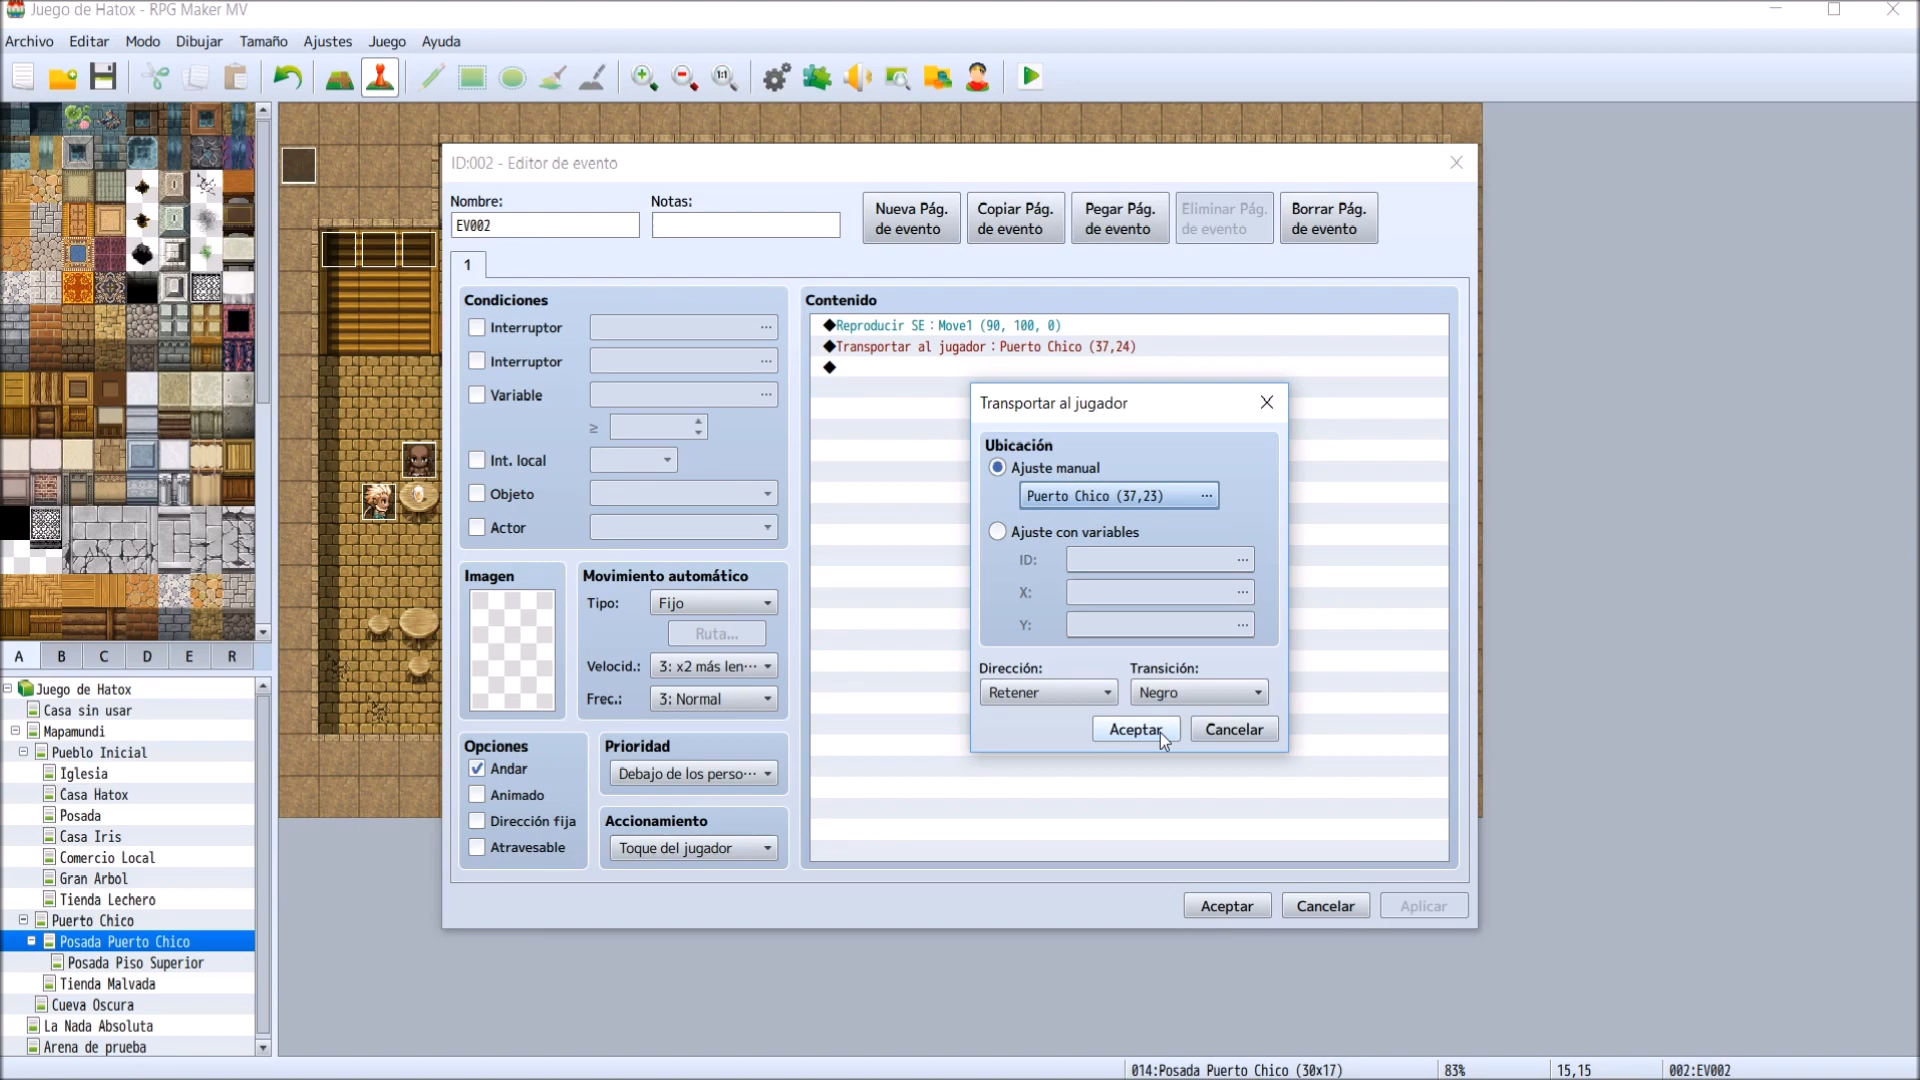 Juego de Hatox - RPG Maker MV
Archivo Editar Modo Dibujar Tamaño Ajustes Juego Ayuda
1:1
ID:002 - Editor de evento
Nombre:
EV002
Notas:
Nueva Pág. de evento
Copiar Pág. de evento
Pegar Pág. de evento
Eliminar Pág. de evento
Borrar Pág. de evento
1
Condiciones
Interruptor ...
Interruptor ...
Variable ...
≥
Int. local
Objeto
Actor
Imagen
Movimiento automático
Tipo: Fijo
Ruta...
Velocid.: 3: x2 más len...
Frec.: 3: Normal
Opciones
Andar
Animado
Dirección fija
Atravesable
Prioridad
Debajo de los perso...
Accionamiento
Toque del jugador
Contenido
◆Reproducir SE：Move1 (90, 100, 0)
◆Transportar al jugador：Puerto Chico (37,24)
◆
Transportar al jugador
Ubicación
Ajuste manual
Puerto Chico (37,23) ...
Ajuste con variables
ID: ...
X: ...
Y: ...
Dirección: Transición:
Retener Negro
Aceptar Cancelar
Aceptar Cancelar Aplicar
A B C D E R
Juego de Hatox
Casa sin usar
Mapamundi
Pueblo Inicial
Iglesia
Casa Hatox
Posada
Casa Iris
Comercio Local
Gran Arbol
Tienda Lechero
Puerto Chico
Posada Puerto Chico
Posada Piso Superior
Tienda Malvada
Cueva Oscura
La Nada Absoluta
Arena de prueba
014:Posada Puerto Chico (30x17) 83% 15,15 002:EV002